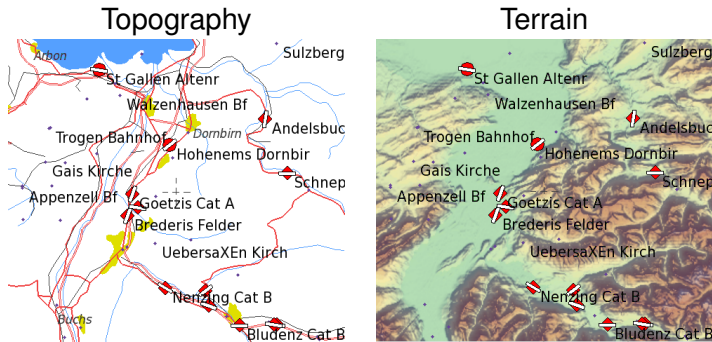 Topography
Arbon
Sulzberg
St Gallen Altenr
Walzenhausen Bf
Andelsbuc
Dornbirn
Trogen Bahnhof
Hohenems Dornbir
Gais Kirche
Schnep
Appenzell Bf
Goetzis Cat A
Brederis Felder
UebersaXEn Kirch
Nenzing Cat B
Buchs
Bludenz Cat B
Terrain
Sulzberg
St Gallen Altenr
Walzenhausen Bf
Andelsbuc
Trogen Bahnhof
Hohenems Dornbir
Gais Kirche
Schnep
Appenzell Bf
Goetzis Cat A
Brederis Felder
UebersaXEn Kirch
Nenzing Cat B
Bludenz Cat B